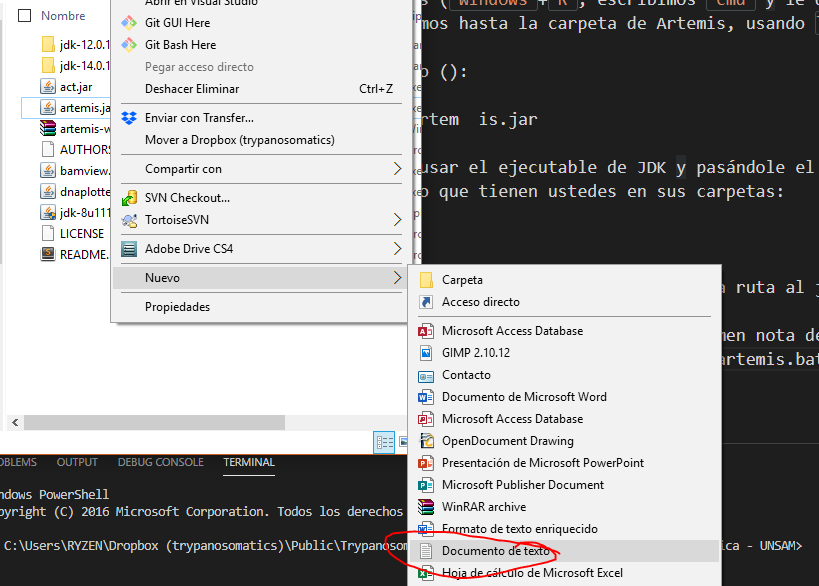 Nombre
jdk-12.0.1
jdk-14.0.1
act.jar
artemis.ja
artemis-w
AUTHORS
bamview.
dnaplotte
jdk-8u111
LICENSE
README.
Abrir en Visual Studio
Git GUI Here
Git Bash Here
Pegar acceso directo
Deshacer Eliminar Ctrl+Z
Enviar con Transfer...
Mover a Dropbox (trypanosomatics)
Compartir con
SVN Checkout...
TortoiseSVN
Adobe Drive CS4
Nuevo
Propiedades
Carpeta
Acceso directo
Microsoft Access Database
GIMP 2.10.12
Contacto
Documento de Microsoft Word
Microsoft Access Database
OpenDocument Drawing
Presentación de Microsoft PowerPoint
Microsoft Publisher Document
WinRAR archive
Formato de texto enriquecido
Documento de texto
Hoja de cálculo de Microsoft Excel
s (Windows+R, escribimos cmd y le d
mos hasta la carpeta de Artemis, usando
o ():
rtem is.jar
usar el ejecutable de JDK y pasándole el
o que tienen ustedes en sus carpetas:
a ruta al j
men nota de
artemis.bat
OBLEMS OUTPUT DEBUG CONSOLE TERMINAL
ndows PowerShell
pyright (C) 2016 Microsoft Corporation. Todos los derechos
C:\Users\RYZEN\Dropbox (trypanosomatics)\Public\Trypanosom
ica - UNSAM>